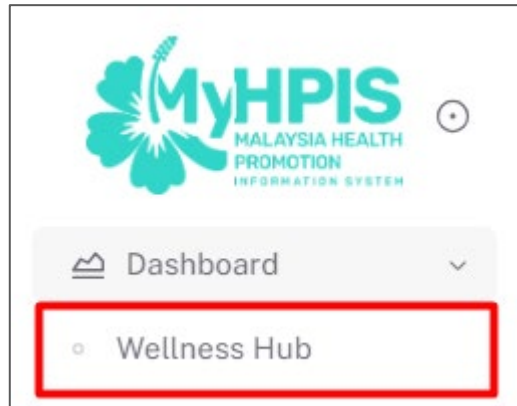 MyHPIS
MALAYSIA HEALTH
PROMOTION
INFORMATION SYSTEM
Dashboard
Wellness Hub